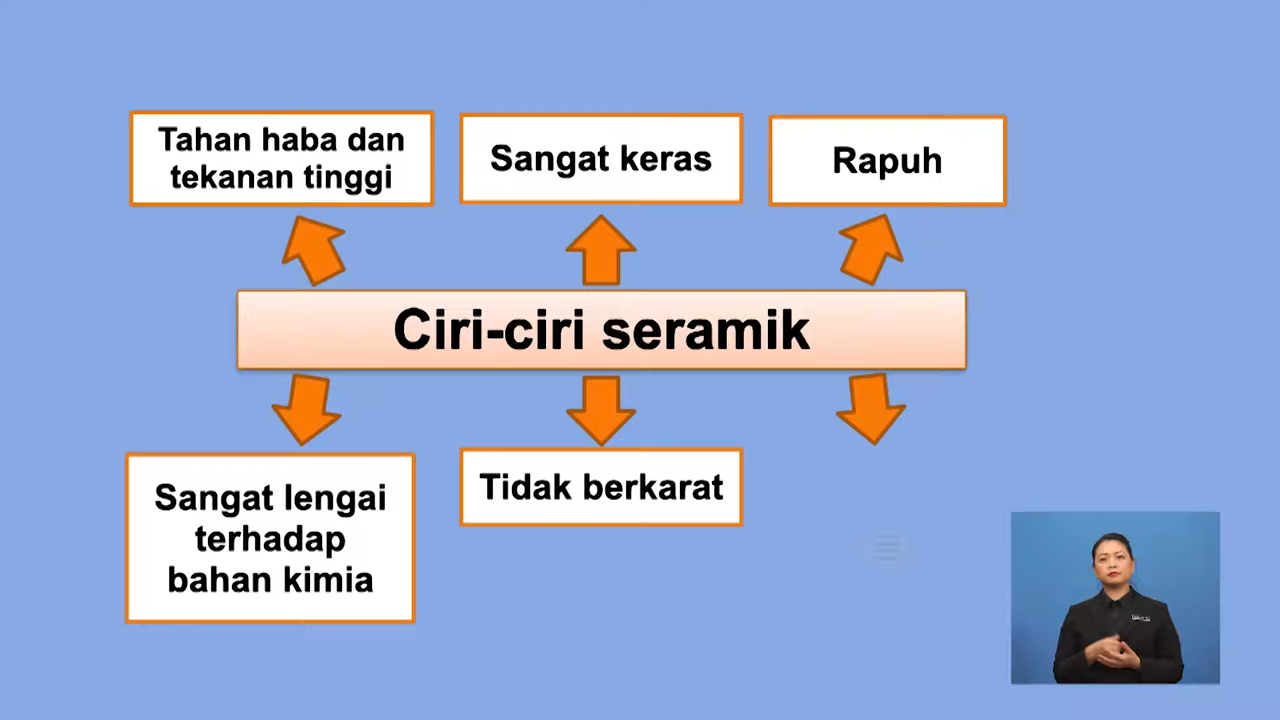 Tahan haba dan
tekanan tinggi
Sangat keras
Rapuh
Ciri-ciri seramik
Sangat lengai
terhadap
bahan kimia
Tidak berkarat